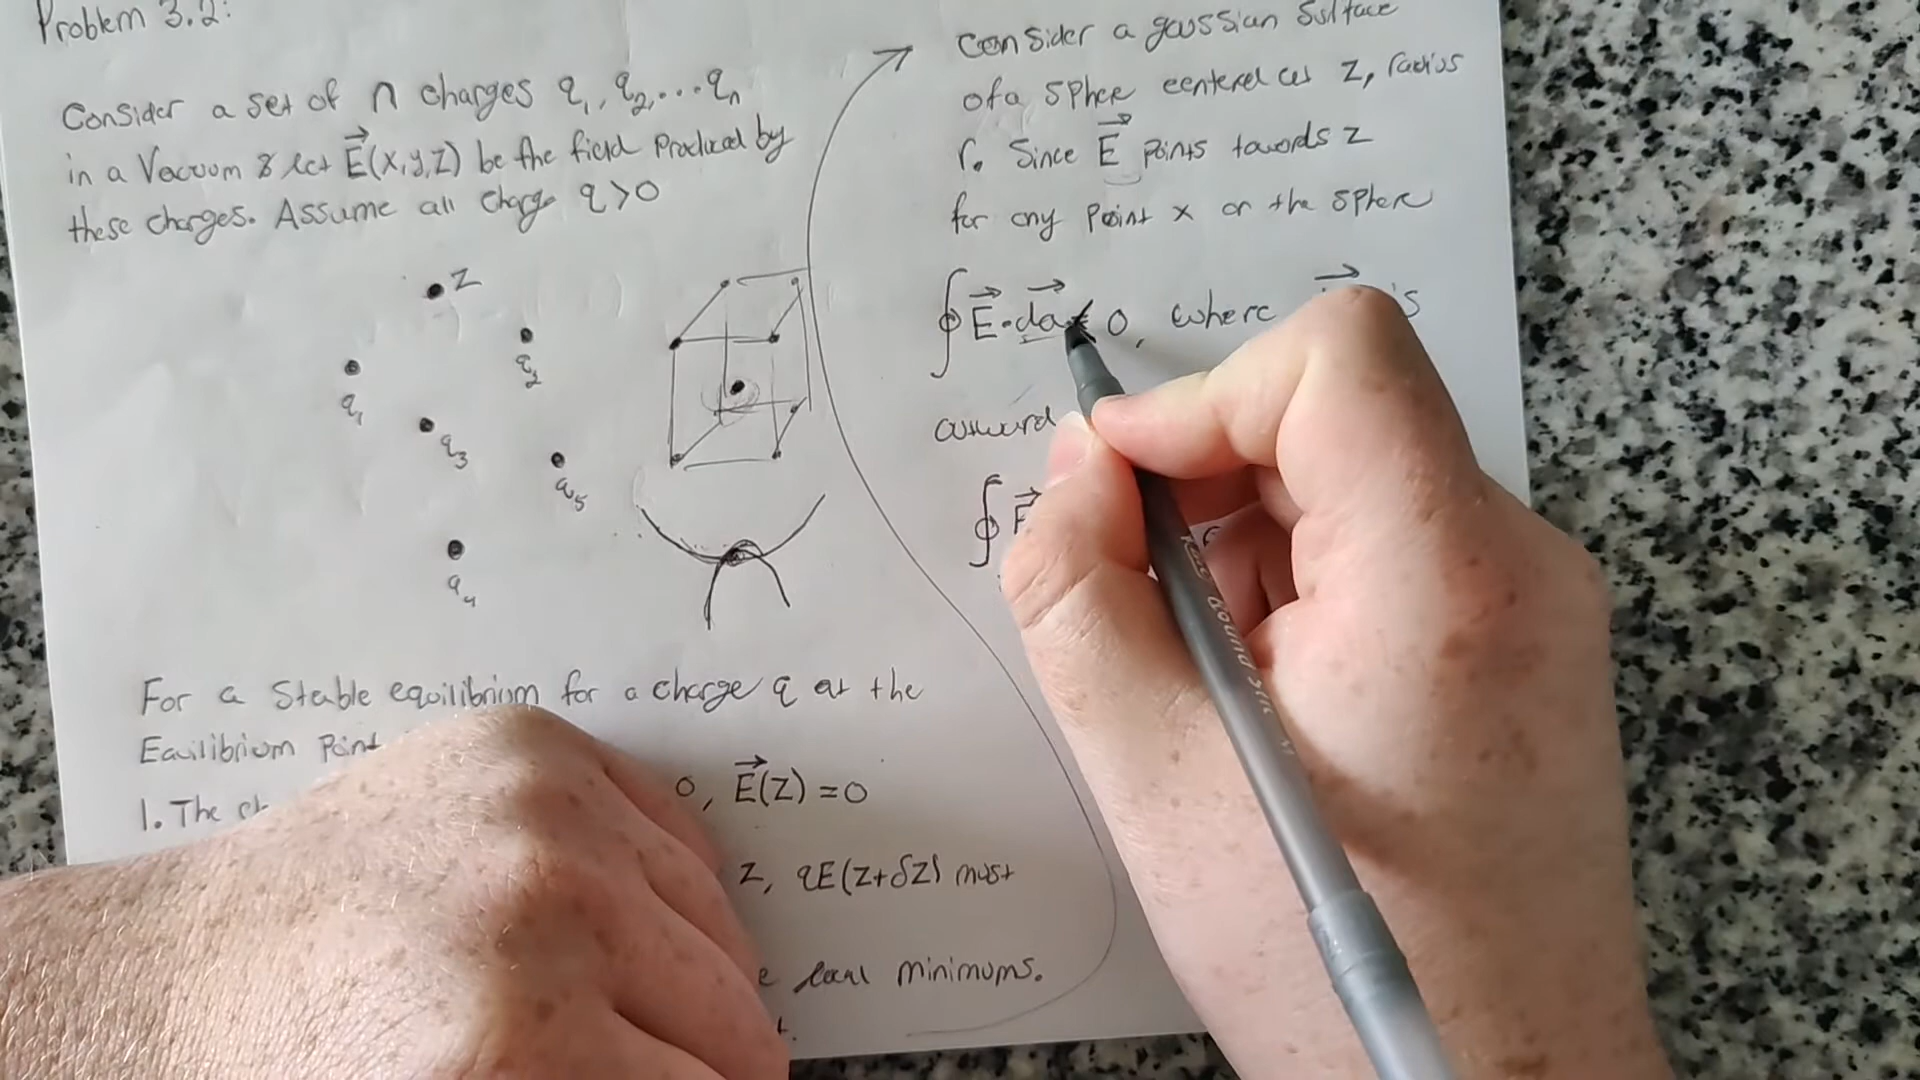 Problem 3.2:
Consider a set of n charges q₁, q₂, ... qₙ
in a Vacuum & let E⃗(x,y,z) be the field produced by
these charges. Assume all charge q>0
z
q₂
q₁
q₃
q₅
q₄
For a Stable equilibrium for a charge q at the
Equilibrium Point
1. The ch
0, E⃗(z) = 0
z, qE(z+δz) must
local minimums.
Consider a gaussian surface
of a sphere centered at z, radius
r. Since E⃗ points towards z
for any point x on the sphere
∮E⃗·da⃗ < 0, where
outward
∮
Round Stic M